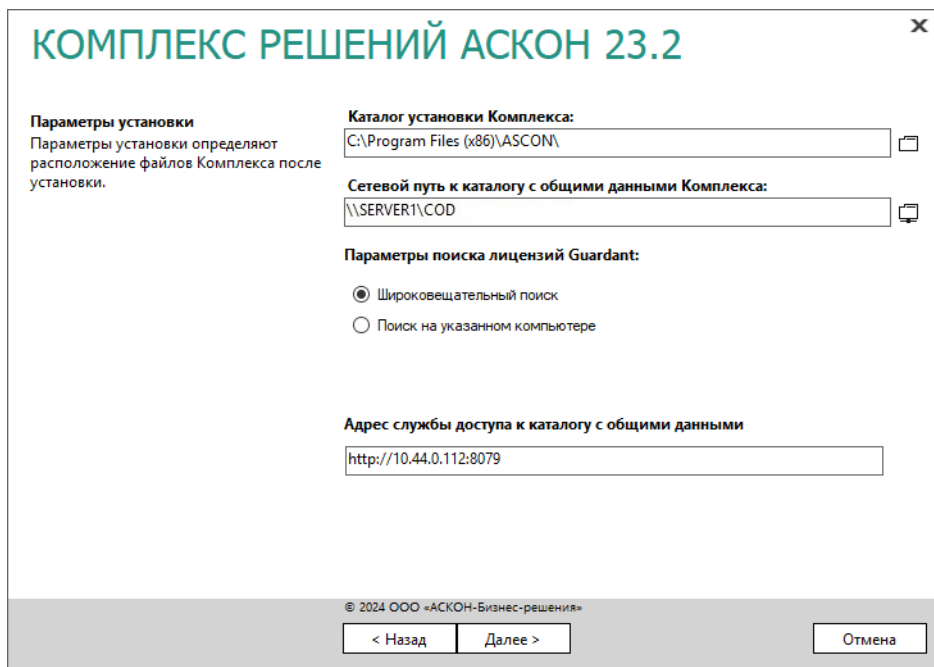 КОМПЛЕКС РЕШЕНИЙ АСКОН 23.2
Параметры установки
Параметры установки определяют
расположение файлов Комплекса после
установки.
Каталог установки Комплекса:
C:\Program Files (x86)\ASCON\
Сетевой путь к каталогу с общими данными Комплекса:
\\SERVER1\COD
Параметры поиска лицензий Guardant:
Широковещательный поиск
Поиск на указанном компьютере
Адрес службы доступа к каталогу с общими данными
http://10.44.0.112:8079
© 2024 ООО «АСКОН-Бизнес-решения»
< Назад
Далее >
Отмена